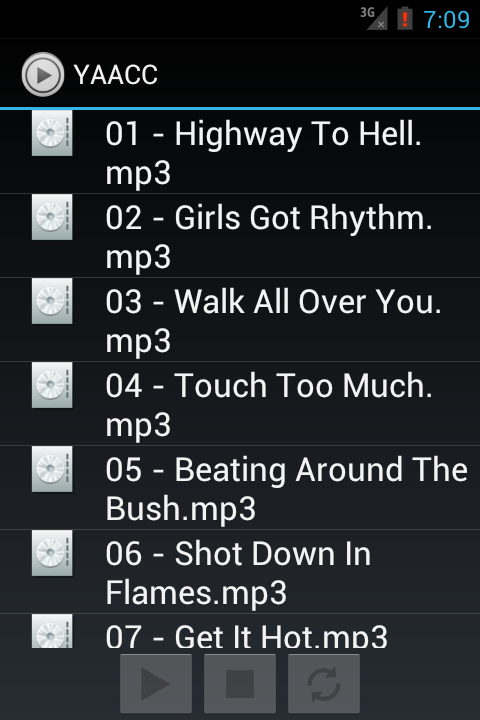 3G
7:09
YAACC
01 - Highway To Hell.
mp3
02 - Girls Got Rhythm.
mp3
03 - Walk All Over You.
mp3
04 - Touch Too Much.
mp3
05 - Beating Around The
Bush.mp3
06 - Shot Down In
Flames.mp3
07 - Get It Hot.mp3